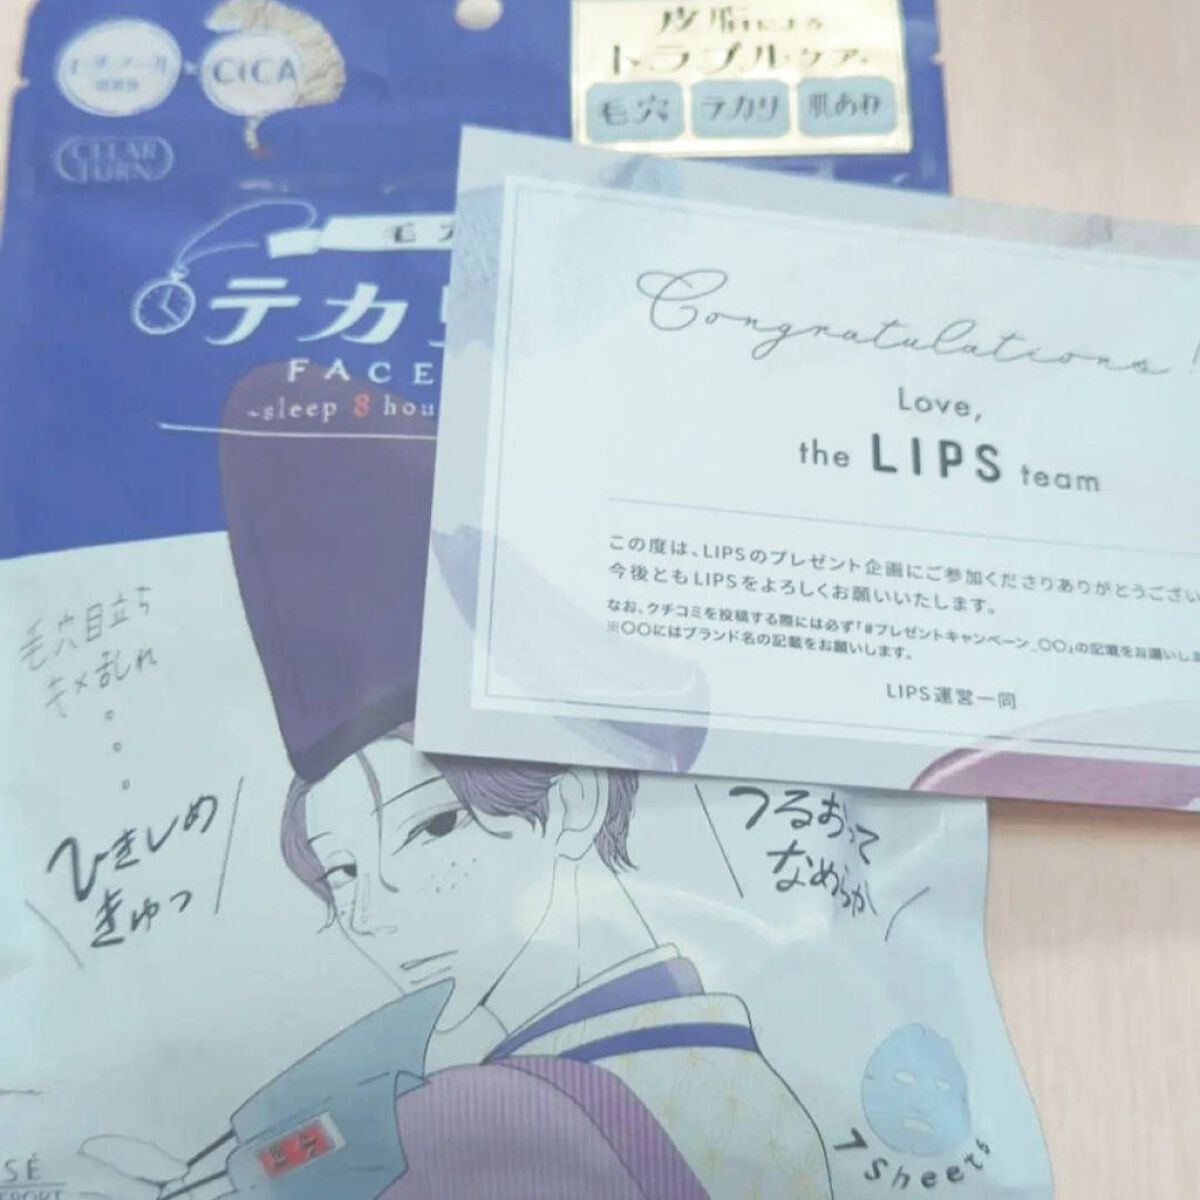 CICA
CLEAR
TURN
皮脂による
トラブルケア
毛穴 テカリ 肌あれ
毛穴
テカリ
FACE
~sleep 8 hou
Congratulations!
Love,
the LIPS team
この度は、LIPSのプレゼント企画にご参加くださりありがとうござい
今後ともLIPSをよろしくお願いいたします。
なお、クチコミを投稿する際には必ず「#プレゼントキャンペーン_〇〇」の記載をお願いしま
※〇〇にはブランド名の記載をお願いします。
LIPS運営一同
毛穴目立ち
キメ乱れ
ひきしめ
きゅっ
つるおって
なめらか
7 Sheets
SÉ